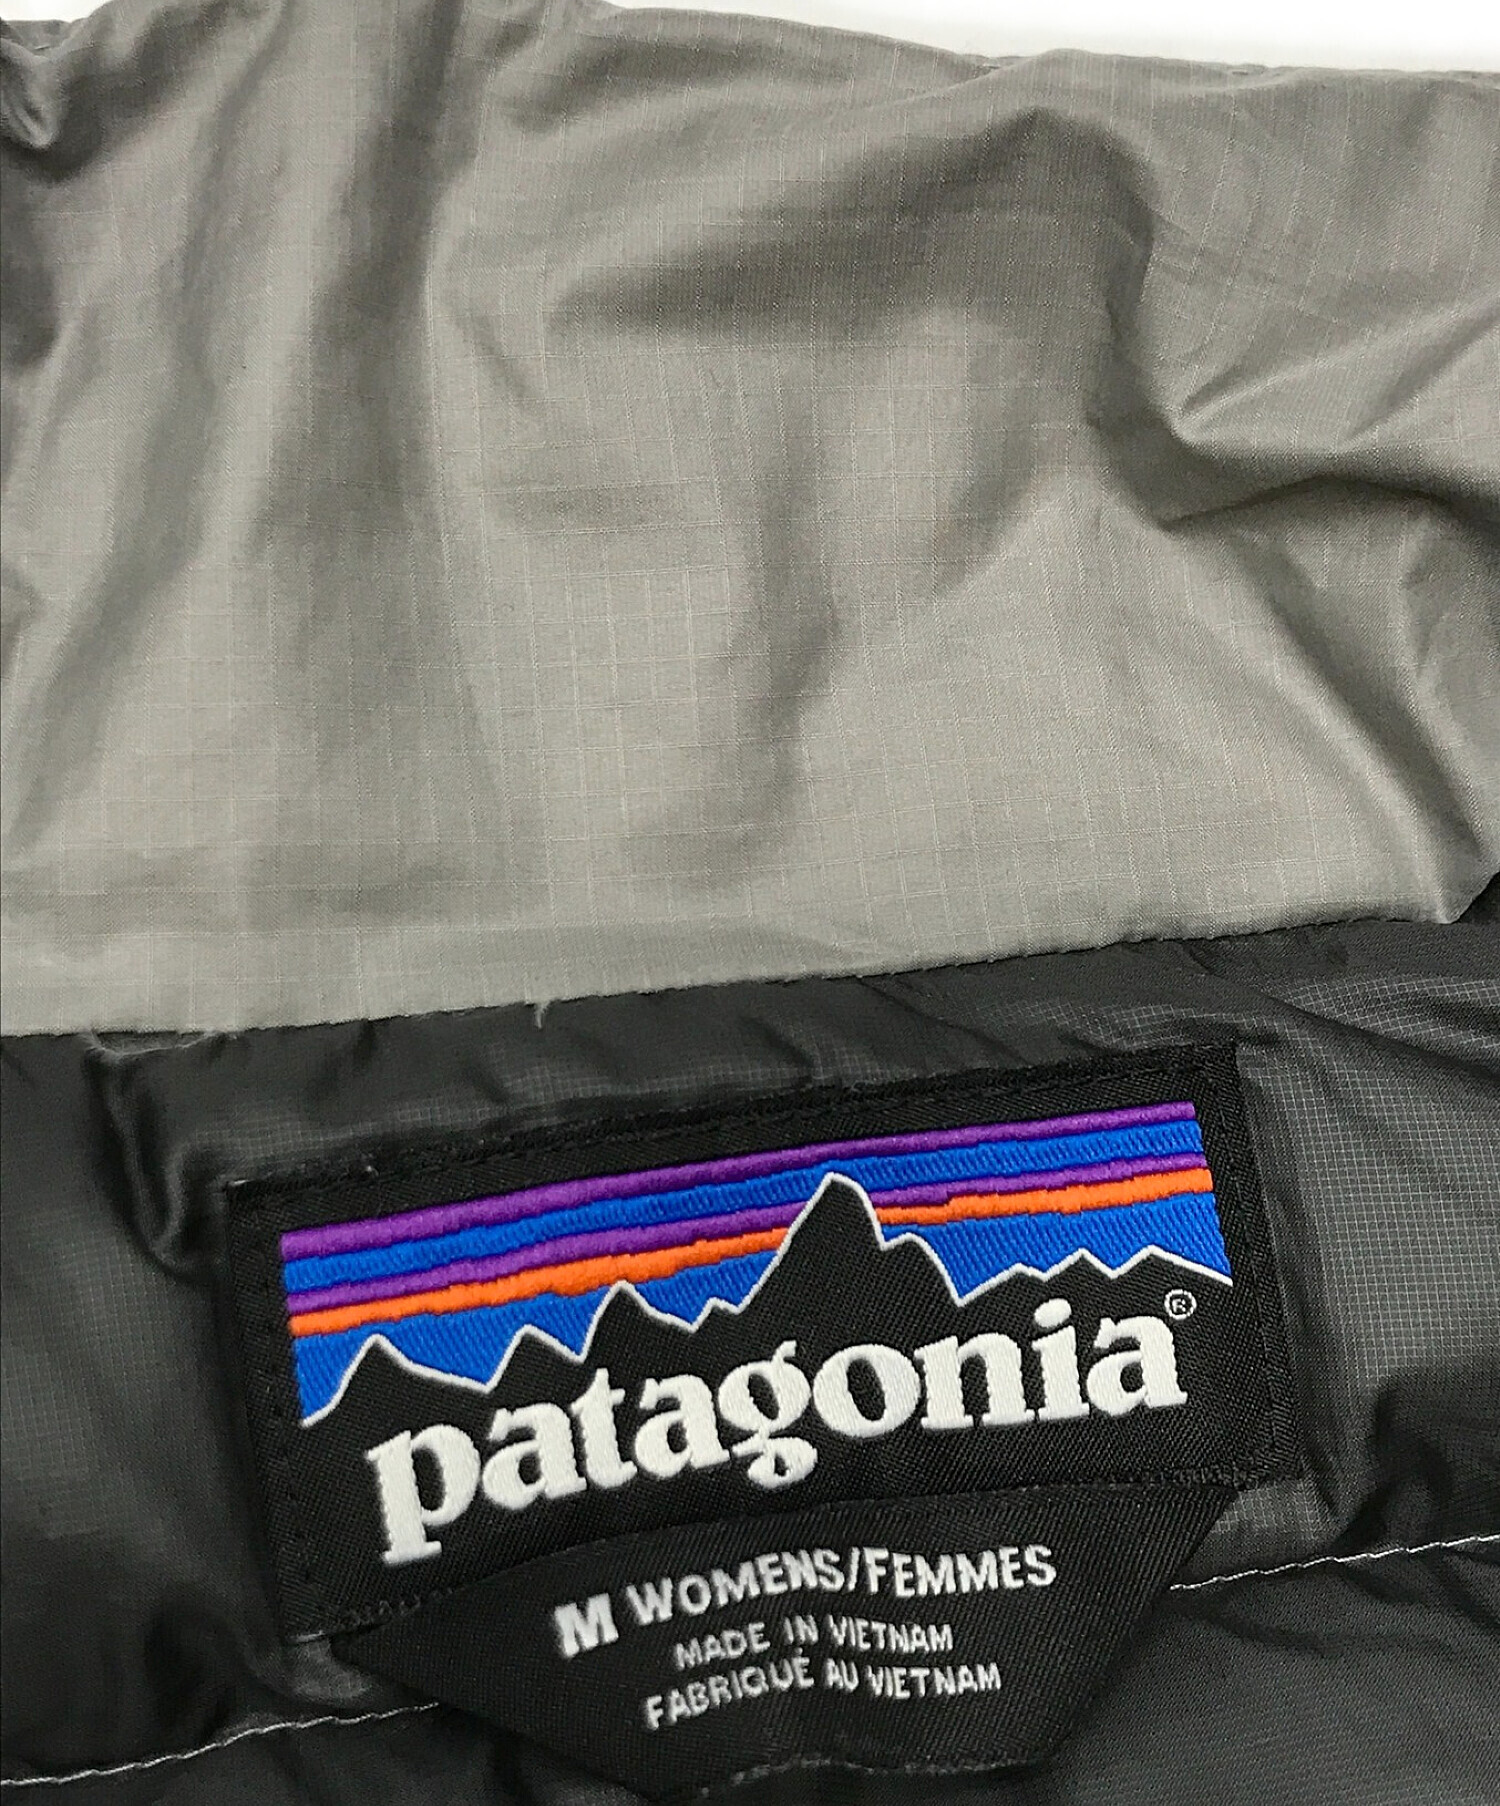 patagonia®
M WOMENS/FEMMES
MADE IN VIETNAM
FABRIQUÉ AU VIETNAM